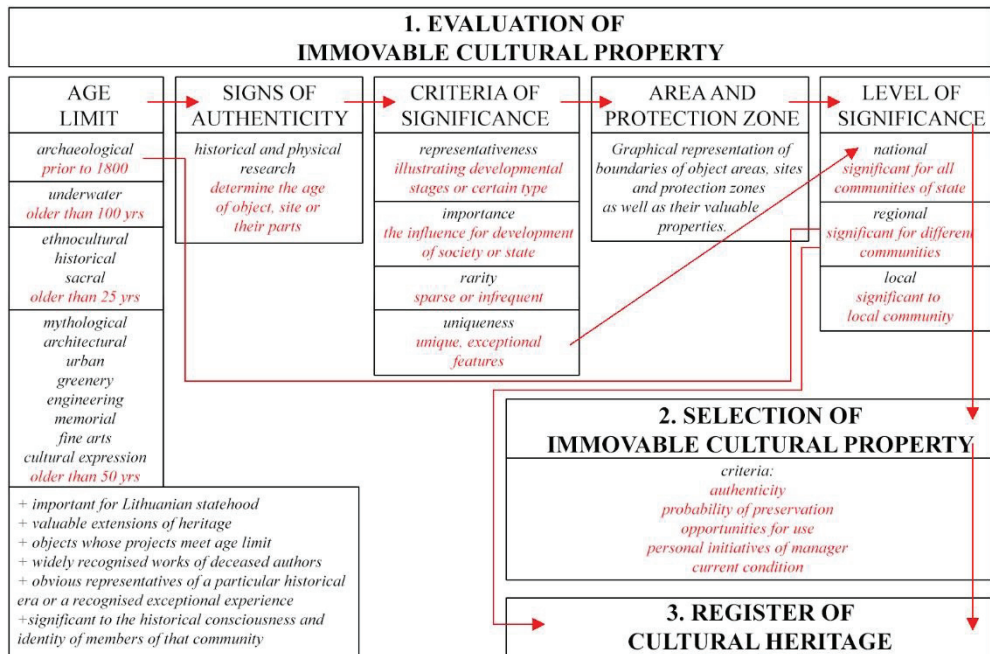 1. EVALUATION OF
IMMOVABLE CULTURAL PROPERTY
AGE
LIMIT
archaeological
prior to 1800
underwater
older than 100 yrs
ethnocultural
historical
sacral
older than 25 yrs
mythological
architectural
urban
greenery
engineering
memorial
fine arts
cultural expression
older than 50 yrs
+ important for Lithuanian statehood
+ valuable extensions of heritage
+ objects whose projects meet age limit
+ widely recognised works of deceased authors
+ obvious representatives of a particular historical
era or a recognised exceptional experience
+significant to the historical consciousness and
identity of members of that community
SIGNS OF
AUTHENTICITY
historical and physical
research
determine the age
of object, site or
their parts
CRITERIA OF
SIGNIFICANCE
representativeness
illustrating developmental
stages or certain type
importance
the influence for development
of society or state
rarity
sparse or infrequent
uniqueness
unique, exceptional
features
AREA AND
PROTECTION ZONE
Graphical representation of
boundaries of object areas, sites
and protection zones
as well as their valuable
properties.
LEVEL OF
SIGNIFICANCE
national
significant for all
communities of state
regional
significant for different
communities
local
significant to
local community
2. SELECTION OF
IMMOVABLE CULTURAL PROPERTY
criteria:
authenticity
probability of preservation
opportunities for use
personal initiatives of manager
current condition
3. REGISTER OF
CULTURAL HERITAGE